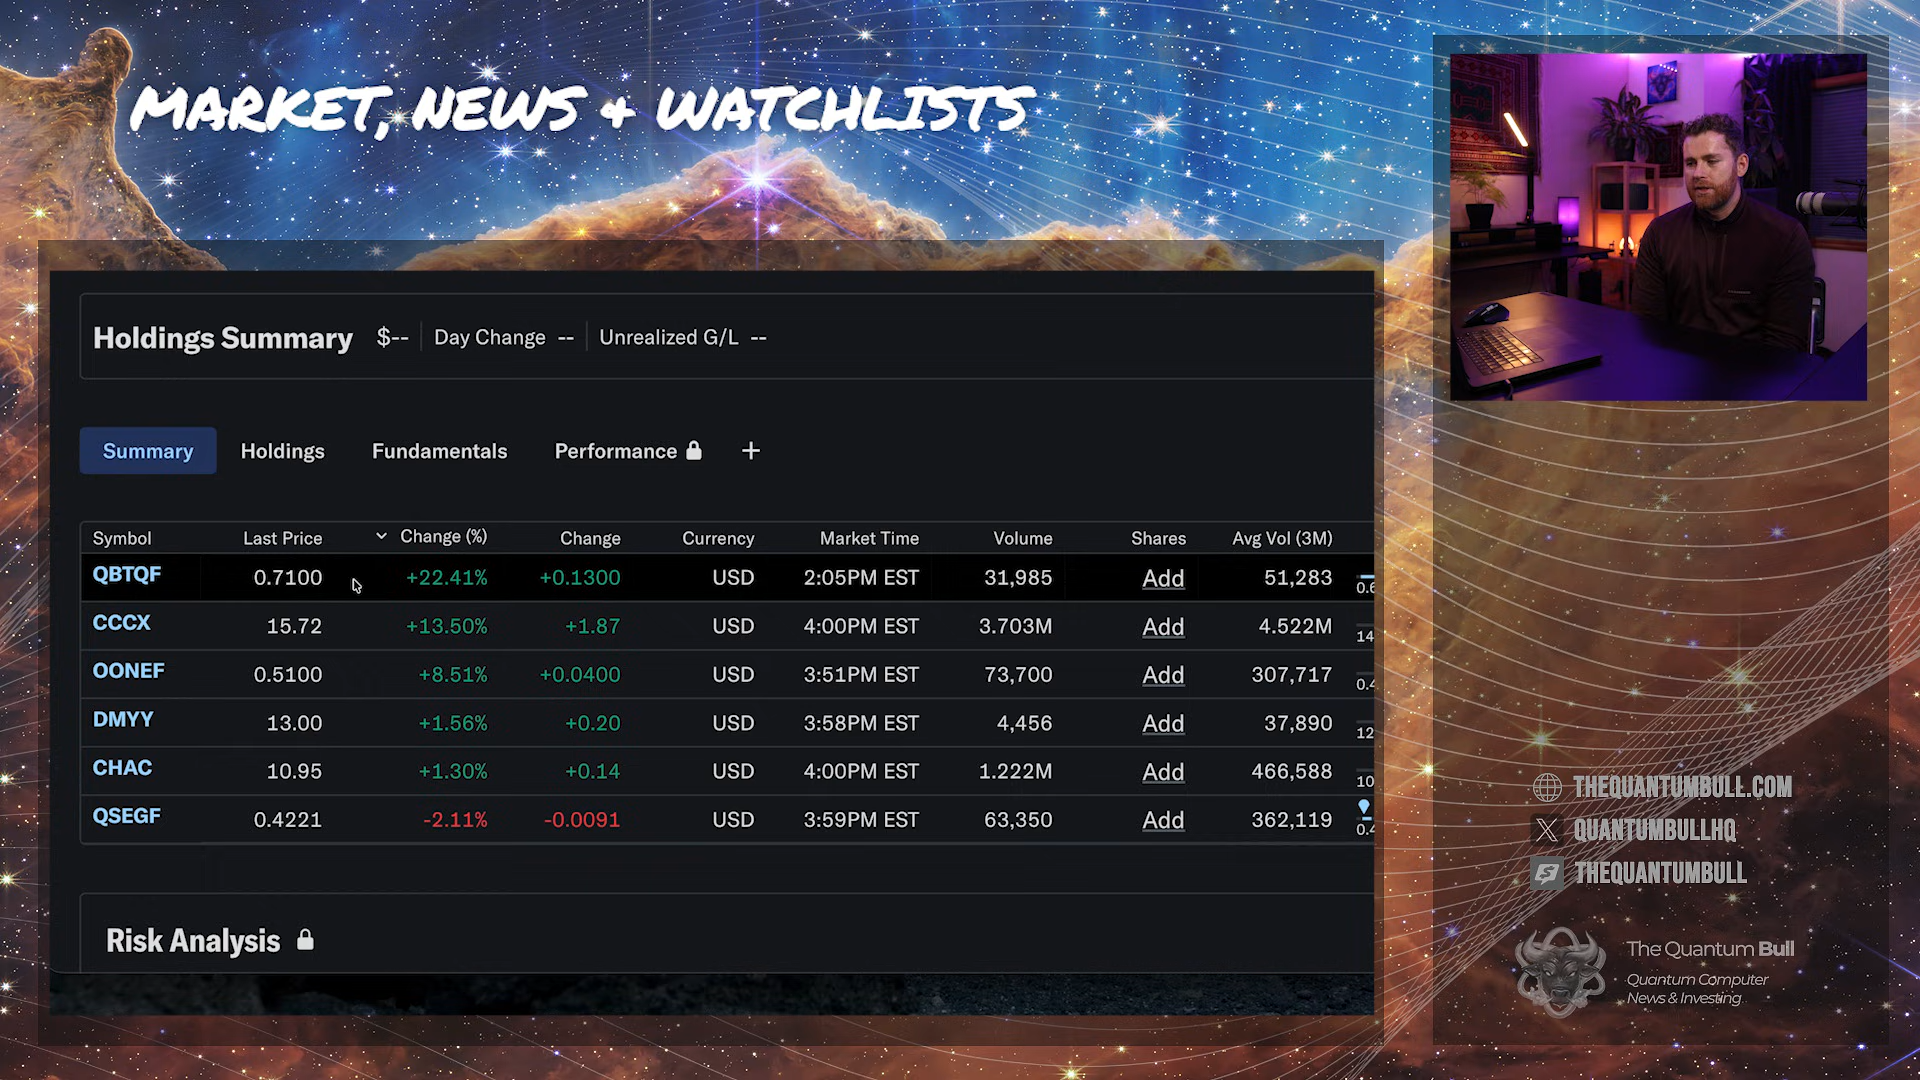 MARKET, NEWS + WATCHLISTS
Holdings Summary $-- Day Change -- Unrealized G/L --
Summary Holdings Fundamentals Performance +
Symbol Last Price Change (%) Change Currency Market Time Volume Shares Avg Vol (3M)
QBTQF 0.7100 +22.41% +0.1300 USD 2:05PM EST 31,985 Add 51,283
CCCX 15.72 +13.50% +1.87 USD 4:00PM EST 3.703M Add 4.522M 14
OONEF 0.5100 +8.51% +0.0400 USD 3:51PM EST 73,700 Add 307,717 0.4
DMYY 13.00 +1.56% +0.20 USD 3:58PM EST 4,456 Add 37,890 12
CHAC 10.95 +1.30% +0.14 USD 4:00PM EST 1.222M Add 466,588 10
QSEGF 0.4221 -2.11% -0.0091 USD 3:59PM EST 63,350 Add 362,119 0.4
Risk Analysis
THEQUANTUMBULL.COM
QUANTUMBULLHQ
THEQUANTUMBULL
The Quantum Bull
Quantum Computer
News & Investing